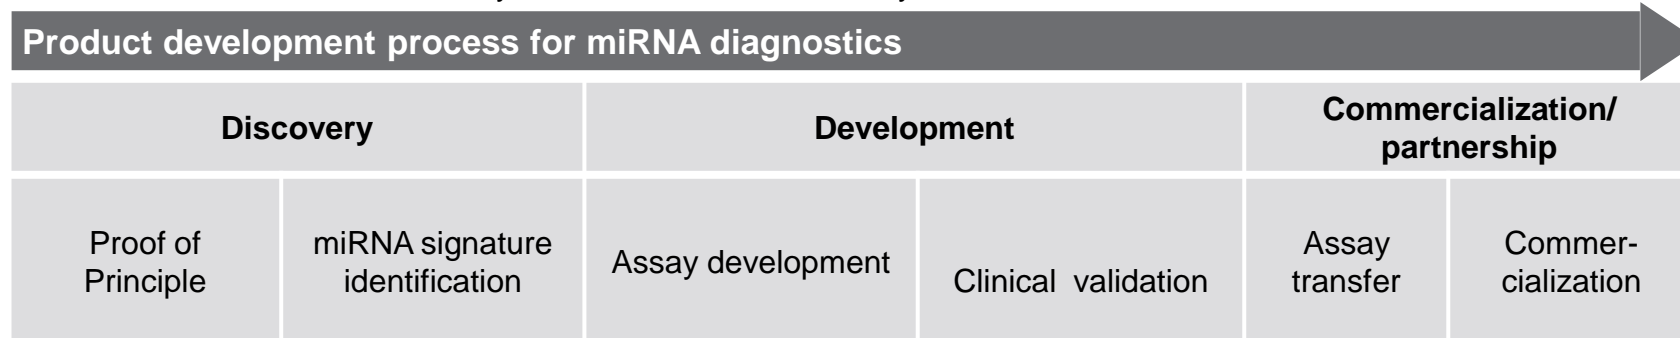 Product development process for miRNA diagnostics
Discovery
Development
Commercialization/
partnership
Proof of
Principle
miRNA signature
identification
Assay development
Clinical validation
Assay
transfer
Commer-
cialization